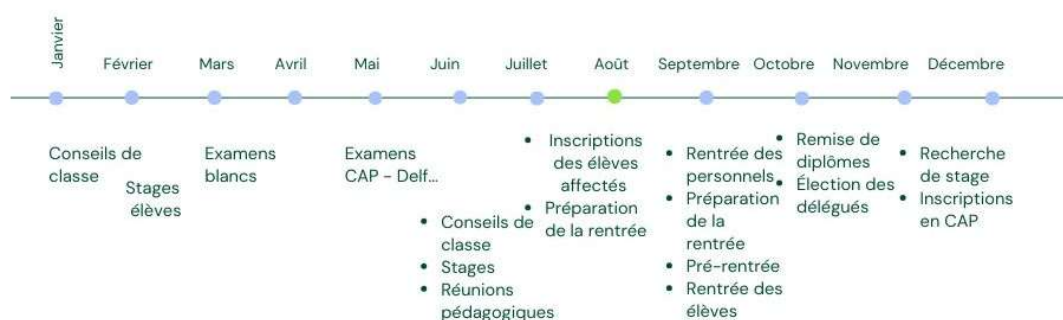 Janvier
Février
Mars
Avril
Mai
Juin
Juillet
Août
Septembre
Octobre
Novembre
Décembre
Conseils de
classe
Stages
élèves
Examens
blancs
Examens
CAP - Delf...
• Conseils de
classe
• Stages
• Réunions
pédagogiques
• Inscriptions
des élèves
affectés
• Préparation
de la rentrée
• Rentrée des
personnels
• Préparation
de la
rentrée
• Pré-rentrée
• Rentrée des
élèves
• Remise de
diplômes
• Élection des
délégués
• Recherche
de stage
• Inscriptions
en CAP